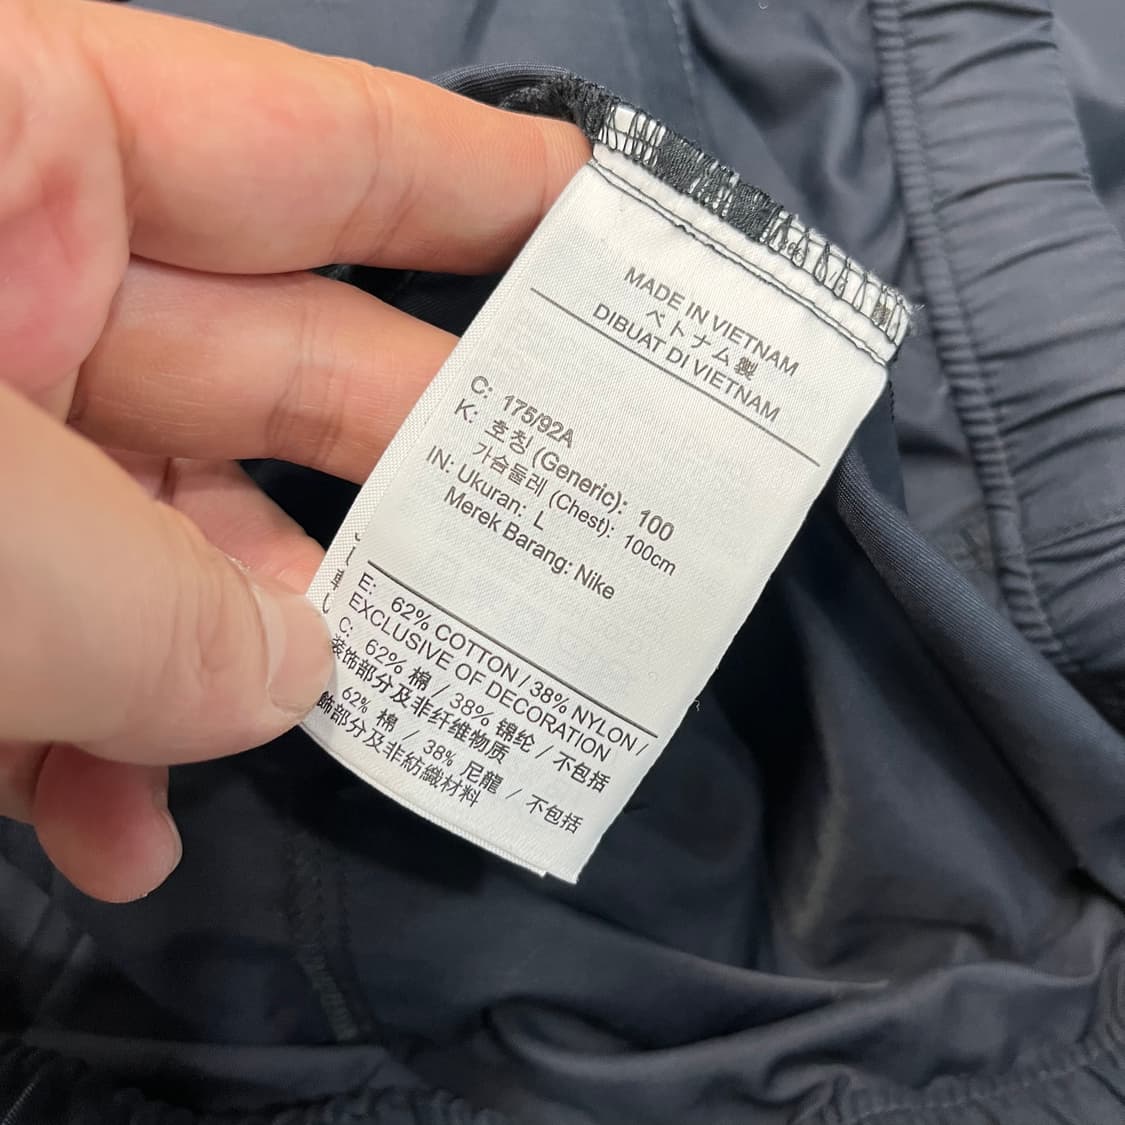 MADE IN VIETNAM
ベトナム製
DIBUAT DI VIETNAM
C: 175/92A
K: 호칭 (Generic): 100
가슴둘레 (Chest): 100cm
IN: Ukuran: L
Merek Barang: Nike
E: 62% COTTON / 38% NYLON /
EXCLUSIVE OF DECORATION
C: 62% 棉 / 38% 锦纶 / 不包括
装饰部分及非纤维物质
62% 棉 / 38% 尼龍 / 不包括
飾部分及非紡織材料